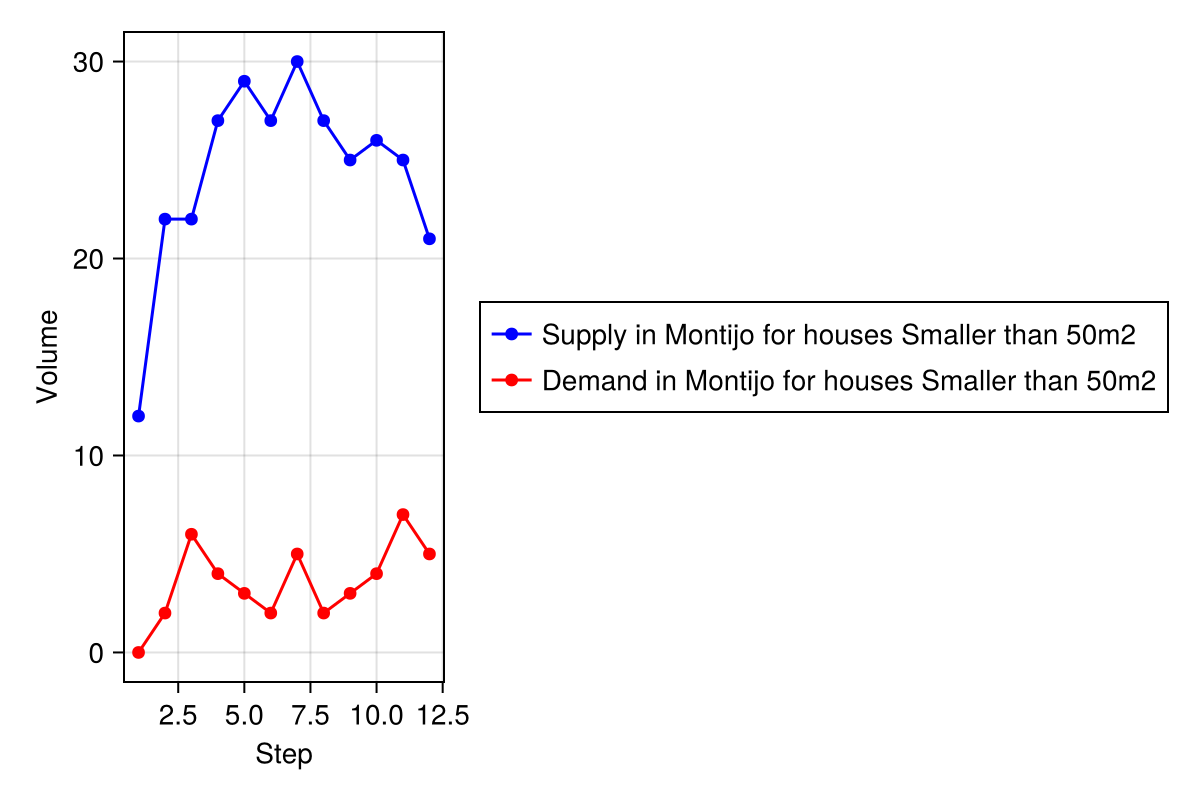 30
20
10
0
Volume
2.5 5.0 7.5 10.0 12.5
Step
Supply in Montijo for houses Smaller than 50m2
Demand in Montijo for houses Smaller than 50m2